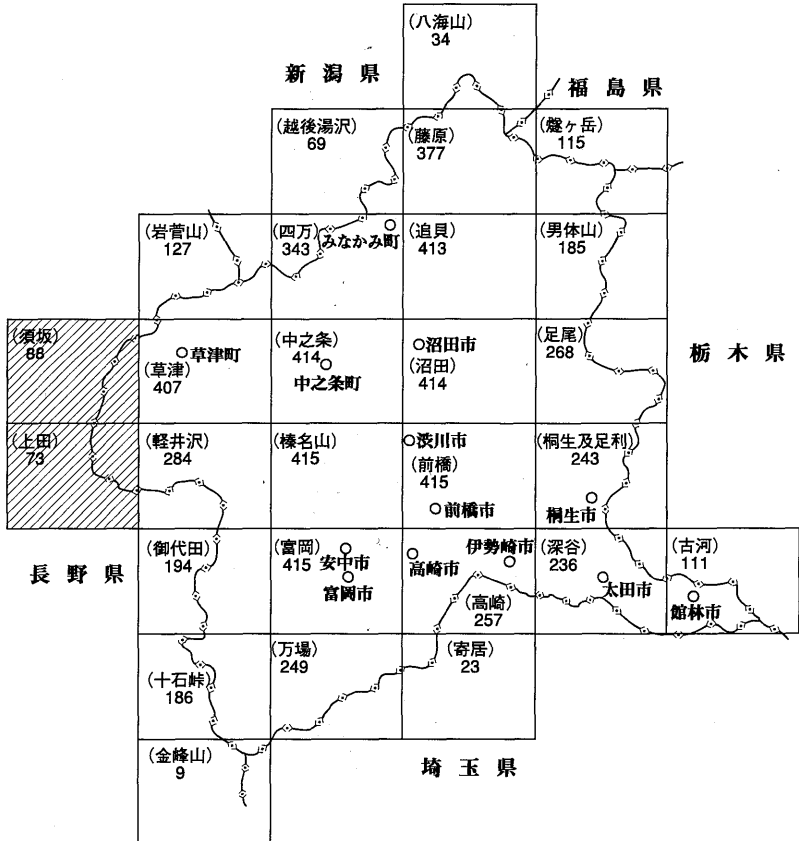 (八海山)
34
新潟県
福島県
(越後湯沢)
69
(藤原)
377
(燧ヶ岳)
115
(岩菅山)
127
(四万)
343
みなかみ町
(追貝)
413
(男体山)
185
(須坂)
88
草津町
(草津)
407
(中之条)
414
中之条町
沼田市
(沼田)
414
(足尾)
268
栃木県
(上田)
73
(軽井沢)
284
(榛名山)
415
渋川市
(前橋)
415
前橋市
(桐生及足利)
243
桐生市
長野県
(御代田)
194
(富岡)
415
安中市
富岡市
高崎市
伊勢崎市
(高崎)
257
(深谷)
236
太田市
(古河)
111
館林市
(十石峠)
186
(万場)
249
(寄居)
23
(金峰山)
9
埼玉県